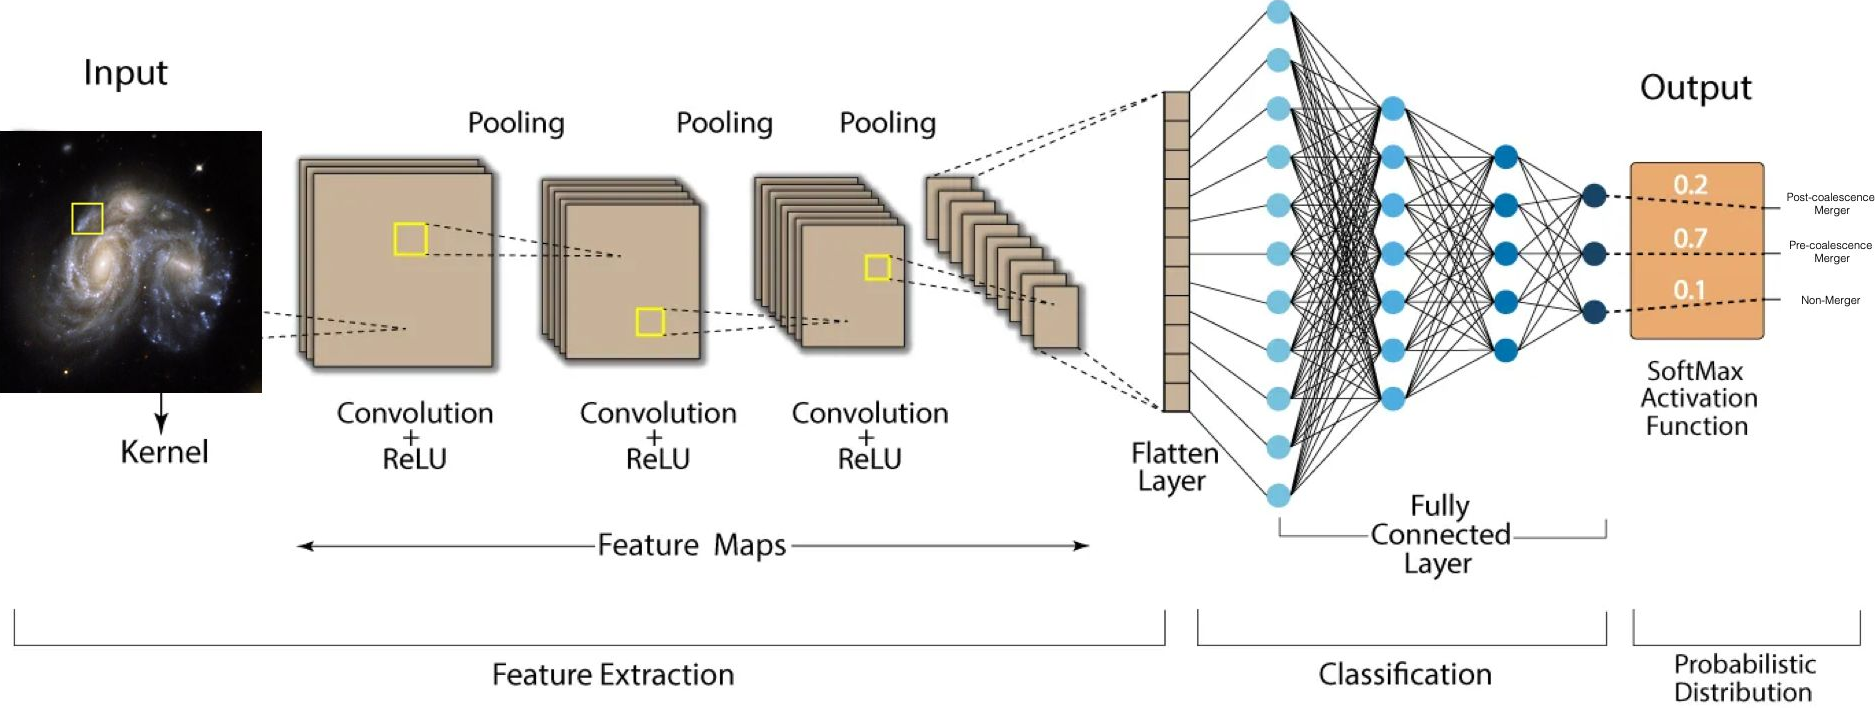 Input
Kernel
Pooling
Pooling
Pooling
Convolution
+
ReLU
Convolution
+
ReLU
Convolution
+
ReLU
Feature Maps
Flatten
Layer
Fully
Connected
Layer
Output
0.2
0.7
0.1
Post-coalescence
Merger
Pre-coalescence
Merger
Non-Merger
SoftMax
Activation
Function
Feature Extraction
Classification
Probabilistic
Distribution